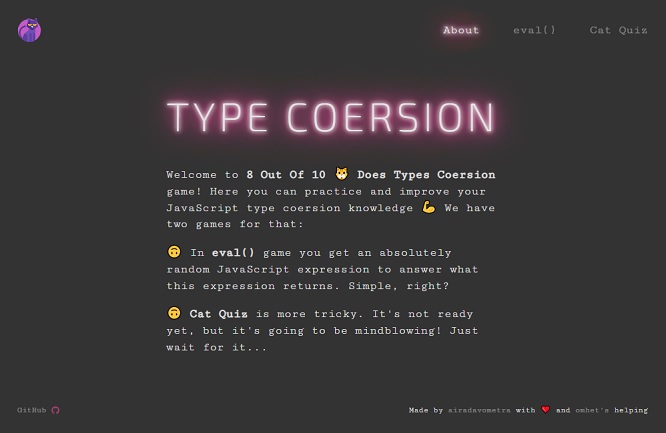 About eval() Cat Quiz
TYPE COERSION
Welcome to 8 Out Of 10 🐱 Does Types Coersion
game! Here you can practice and improve your
JavaScript type coersion knowledge 💪 We have
two games for that:
🙃 In eval() game you get an absolutely
random JavaScript expression to answer what
this expression returns. Simple, right?
🙃 Cat Quiz is more tricky. It's not ready
yet, but it's going to be mindblowing! Just
wait for it...
GitHub
Made by airadavometra with ❤️ and omhet's helping